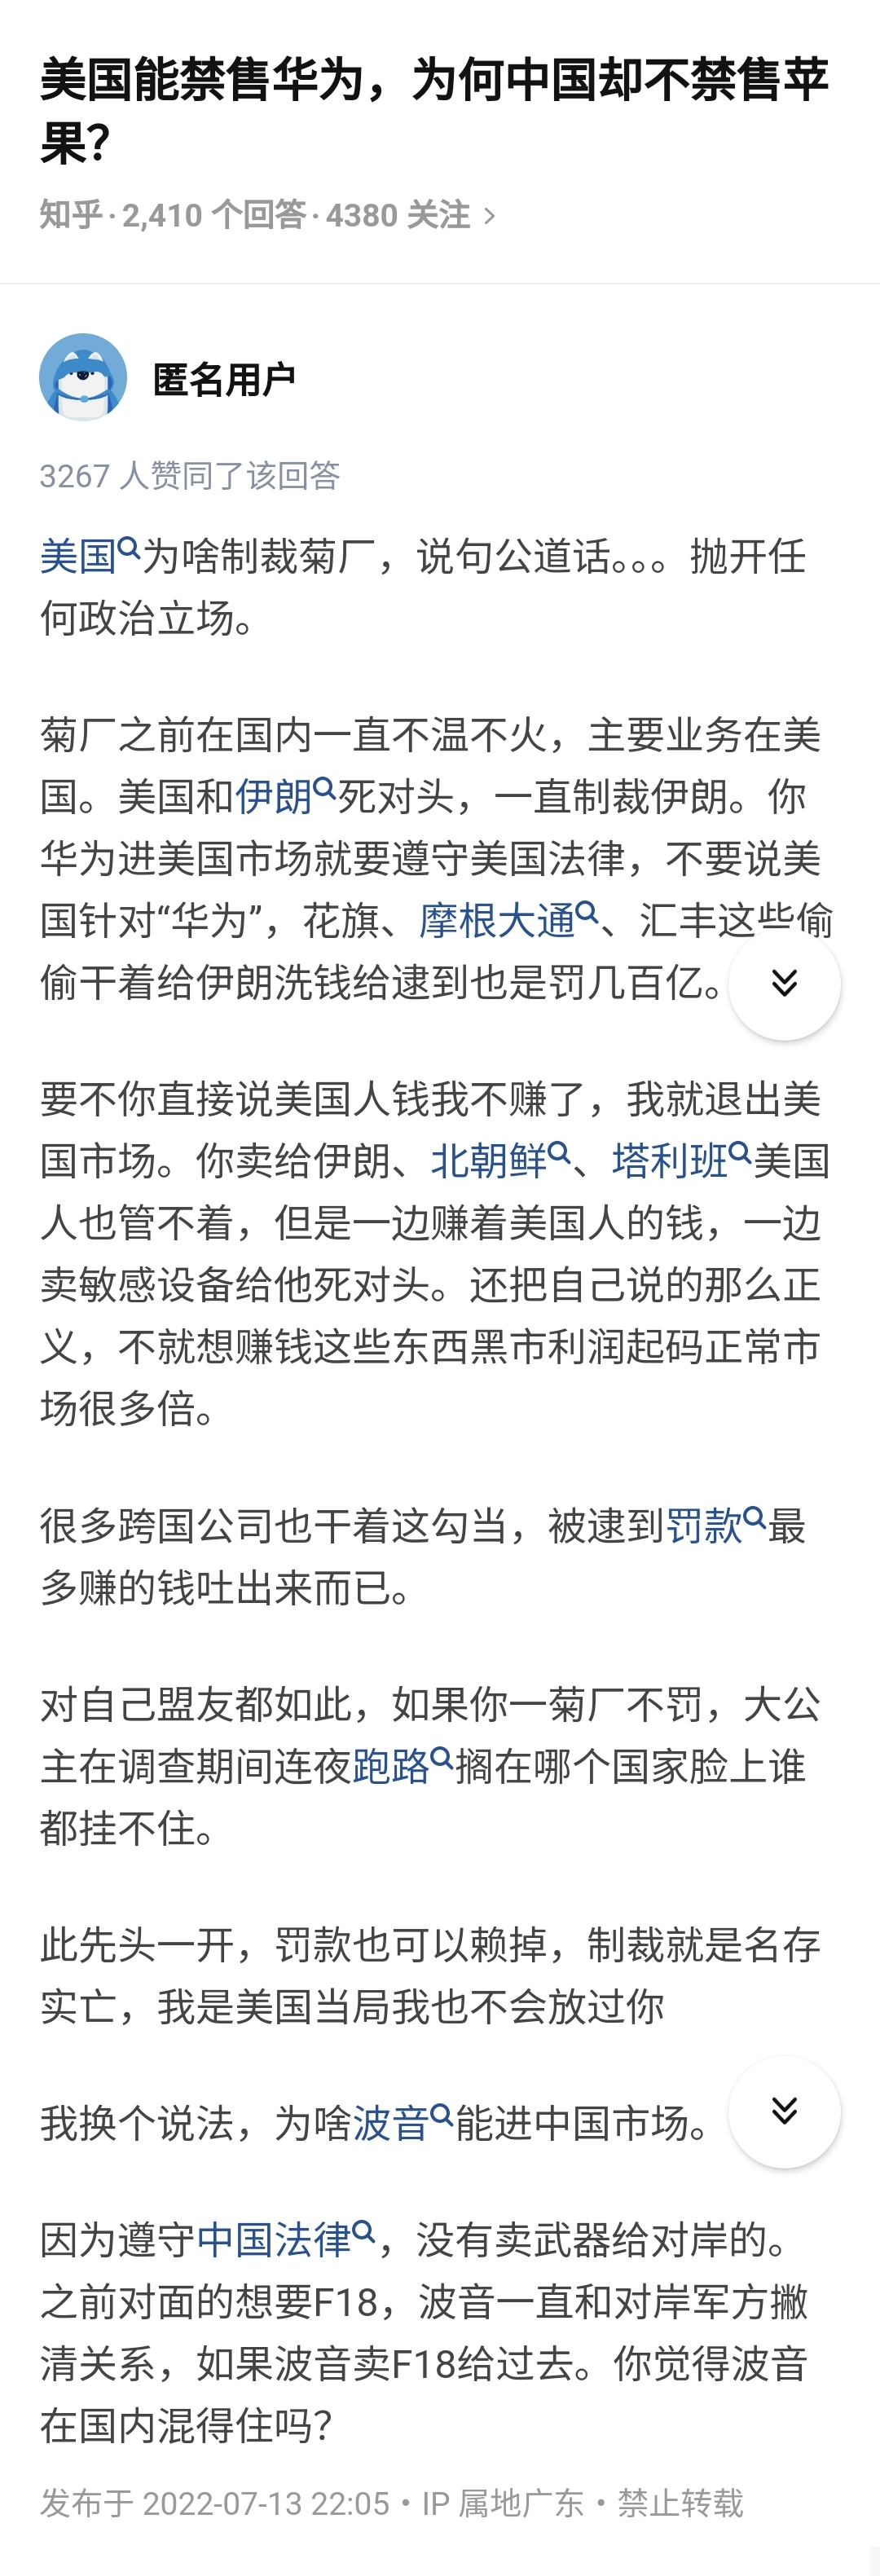 美国能禁售华为，为何中国却不禁售苹
果?
知乎·2,410 个回答·4380 关注 >
匿名用户
3267 人赞同了该回答
美国为啥制裁菊厂，说句公道话。。。抛开任
何政治立场。
菊厂之前在国内一直不温不火，主要业务在美
国。美国和伊朗死对头，一直制裁伊朗。你
华为进美国市场就要遵守美国法律，不要说美
国针对“华为”，花旗、摩根大通、汇丰这些偷
偷干着给伊朗洗钱给逮到也是罚几百亿。
要不你直接说美国人钱我不赚了，我就退出美
国市场。你卖给伊朗、北朝鲜、塔利班美国
人也管不着，但是一边赚着美国人的钱，一边
卖敏感设备给他死对头。还把自己说的那么正
义，不就想赚钱这些东西黑市利润起码正常市
场很多倍。
很多跨国公司也干着这勾当，被逮到罚款最
多赚的钱吐出来而已。
对自己盟友都如此，如果你一菊厂不罚，大公
主在调查期间连夜跑路搁在哪个国家脸上谁
都挂不住。
此先头一开，罚款也可以赖掉，制裁就是名存
实亡，我是美国当局我也不会放过你
我换个说法，为啥波音能进中国市场。
因为遵守中国法律，没有卖武器给对岸的。
之前对面的想要F18，波音一直和对岸军方撇
清关系，如果波音卖F18给过去。你觉得波音
在国内混得住吗?
发布于 2022-07-13 22:05・IP 属地广东・禁止转载